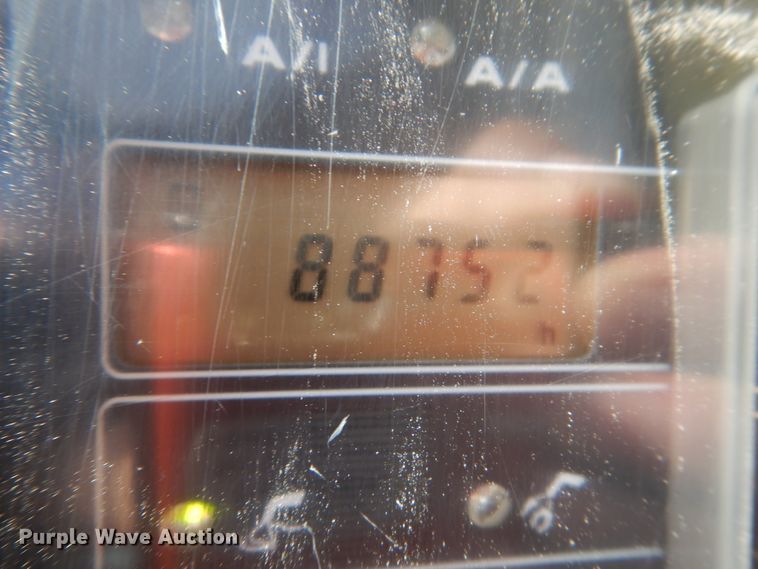 A/I
A/A
88752
h
Purple Wave Auction